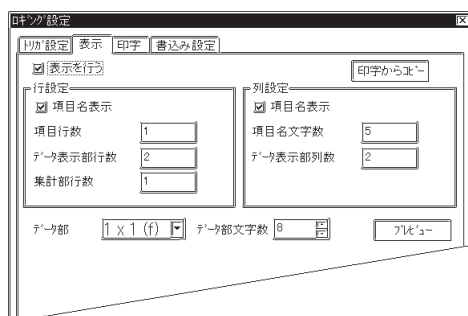 ﾛｷﾞﾝｸﾞ設定
ﾄﾘｶﾞ設定 表示 印字 書込み設定
表示を行う 印字からｺﾋﾟｰ
行設定 列設定
項目名表示 項目名表示
項目行数 1 項目名文字数 5
ﾃﾞｰﾀ表示部行数 2 ﾃﾞｰﾀ表示部列数 2
集計部行数 1
ﾃﾞｰﾀ部 1 x 1 (f) ﾃﾞｰﾀ部文字数 8 ﾌﾟﾚﾋﾞｭｰ